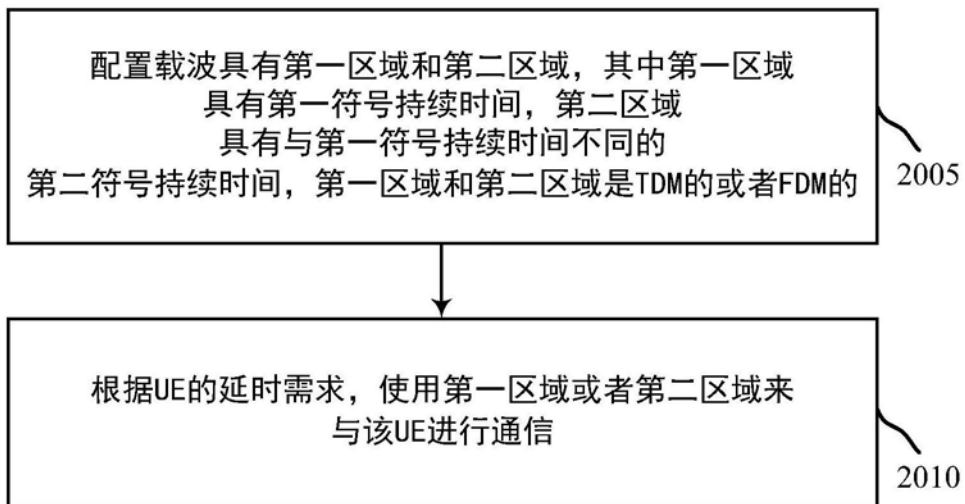 配置载波具有第一区域和第二区域，其中第一区域
具有第一符号持续时间，第二区域
具有与第一符号持续时间不同的
第二符号持续时间，第一区域和第二区域是TDM的或者FDM的
2005
根据UE的延时需求，使用第一区域或者第二区域来
与该UE进行通信
2010